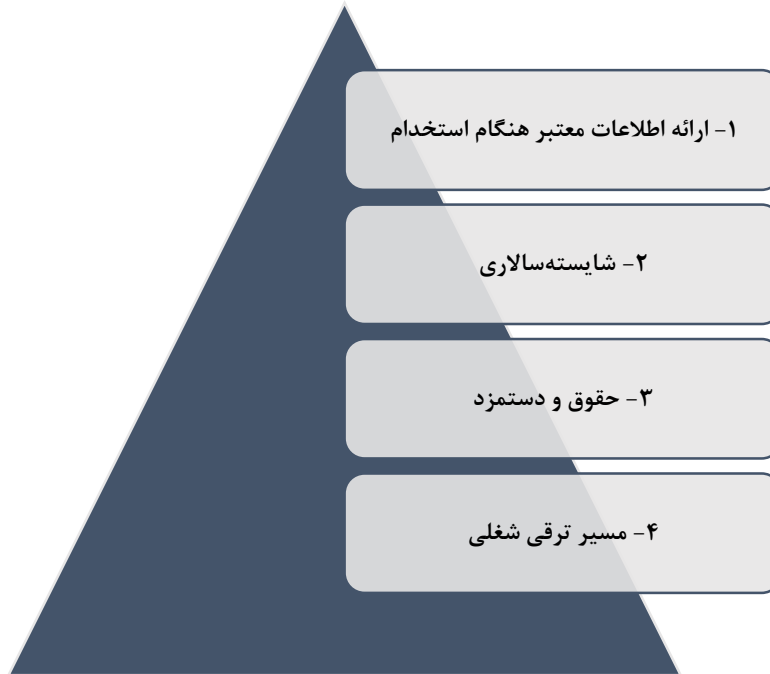 ۱- ارائه اطلاعات معتبر هنگام استخدام
۲- شایسته‌سالاری
۳- حقوق و دستمزد
۴- مسیر ترقی شغلی